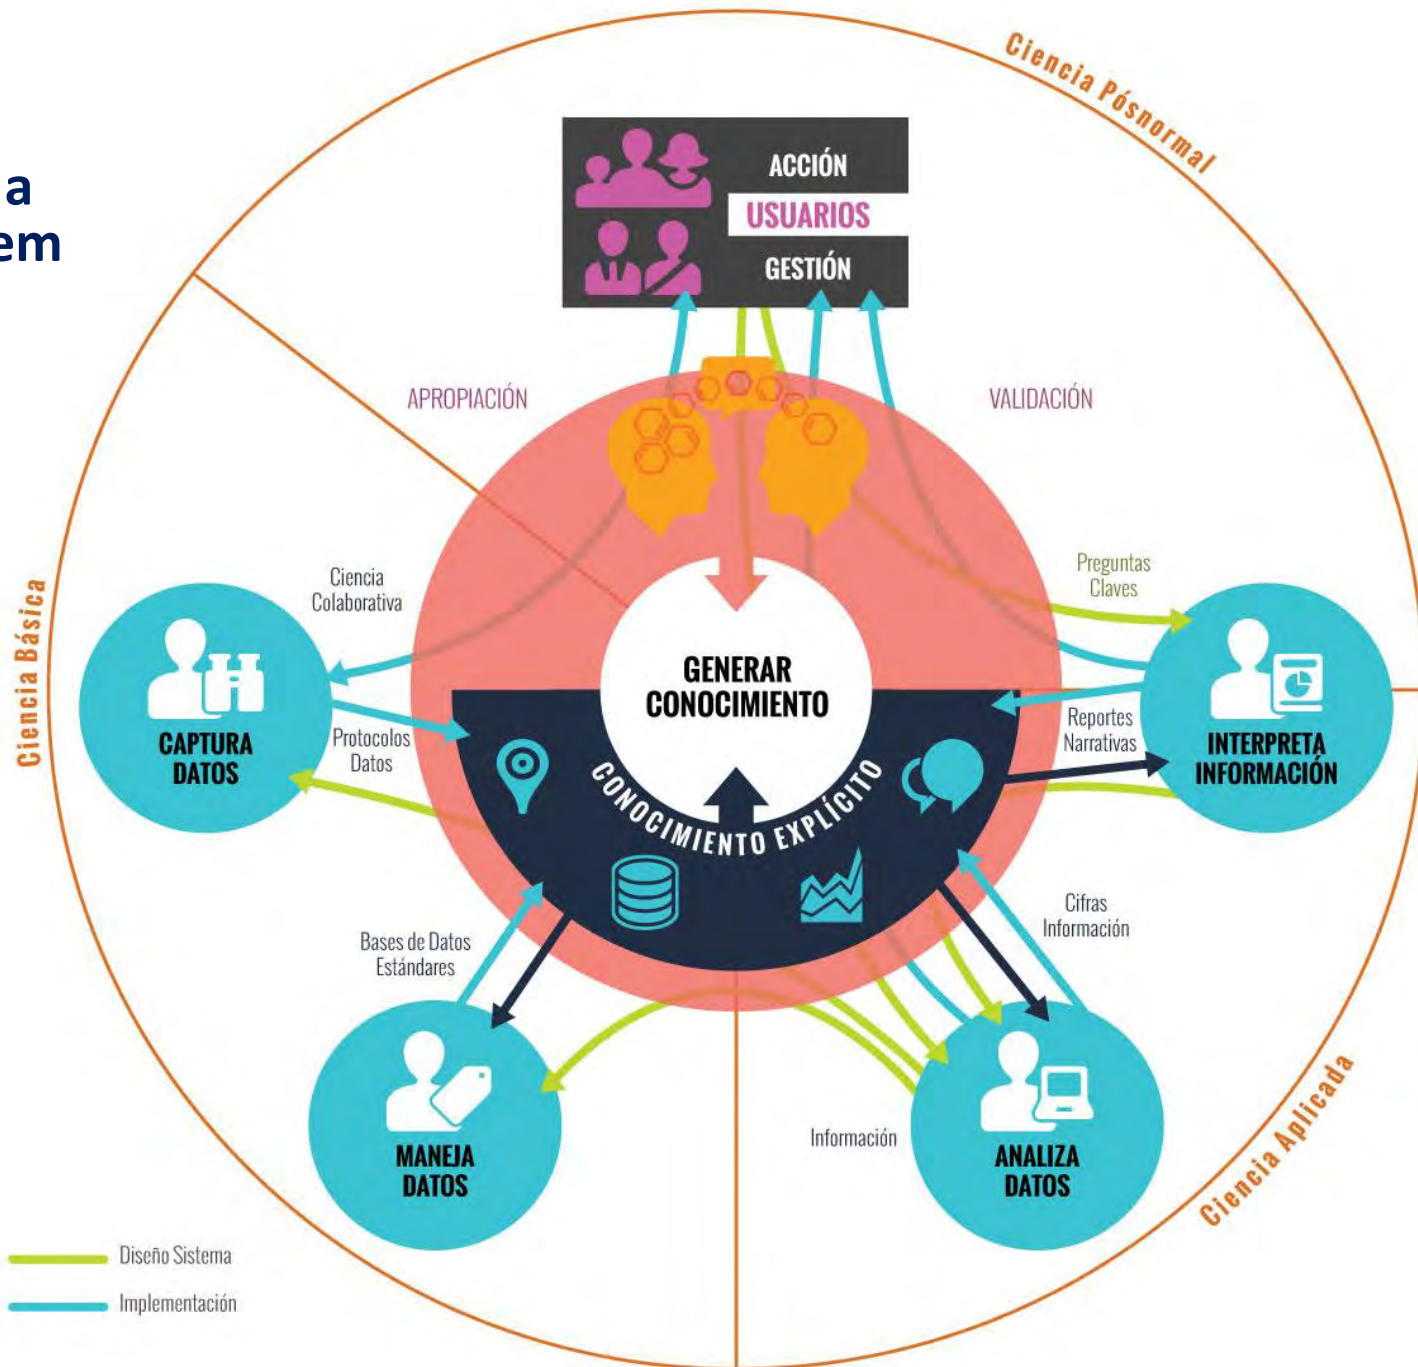 a
em
Ciencia Pósnormal
ACCIÓN
USUARIOS
GESTIÓN
APROPIACIÓN
VALIDACIÓN
Ciencia
Colaborativa
Preguntas
Claves
Ciencia Básica
GENERAR
CONOCIMIENTO
CAPTURA
DATOS
Protocolos
Datos
Reportes
Narrativas
INTERPRETA
INFORMACIÓN
CONOCIMIENTO EXPLÍCITO
Bases de Datos
Estándares
Cifras
Información
MANEJA
DATOS
Información
ANALIZA
DATOS
Ciencia Aplicada
Diseño Sistema
Implementación